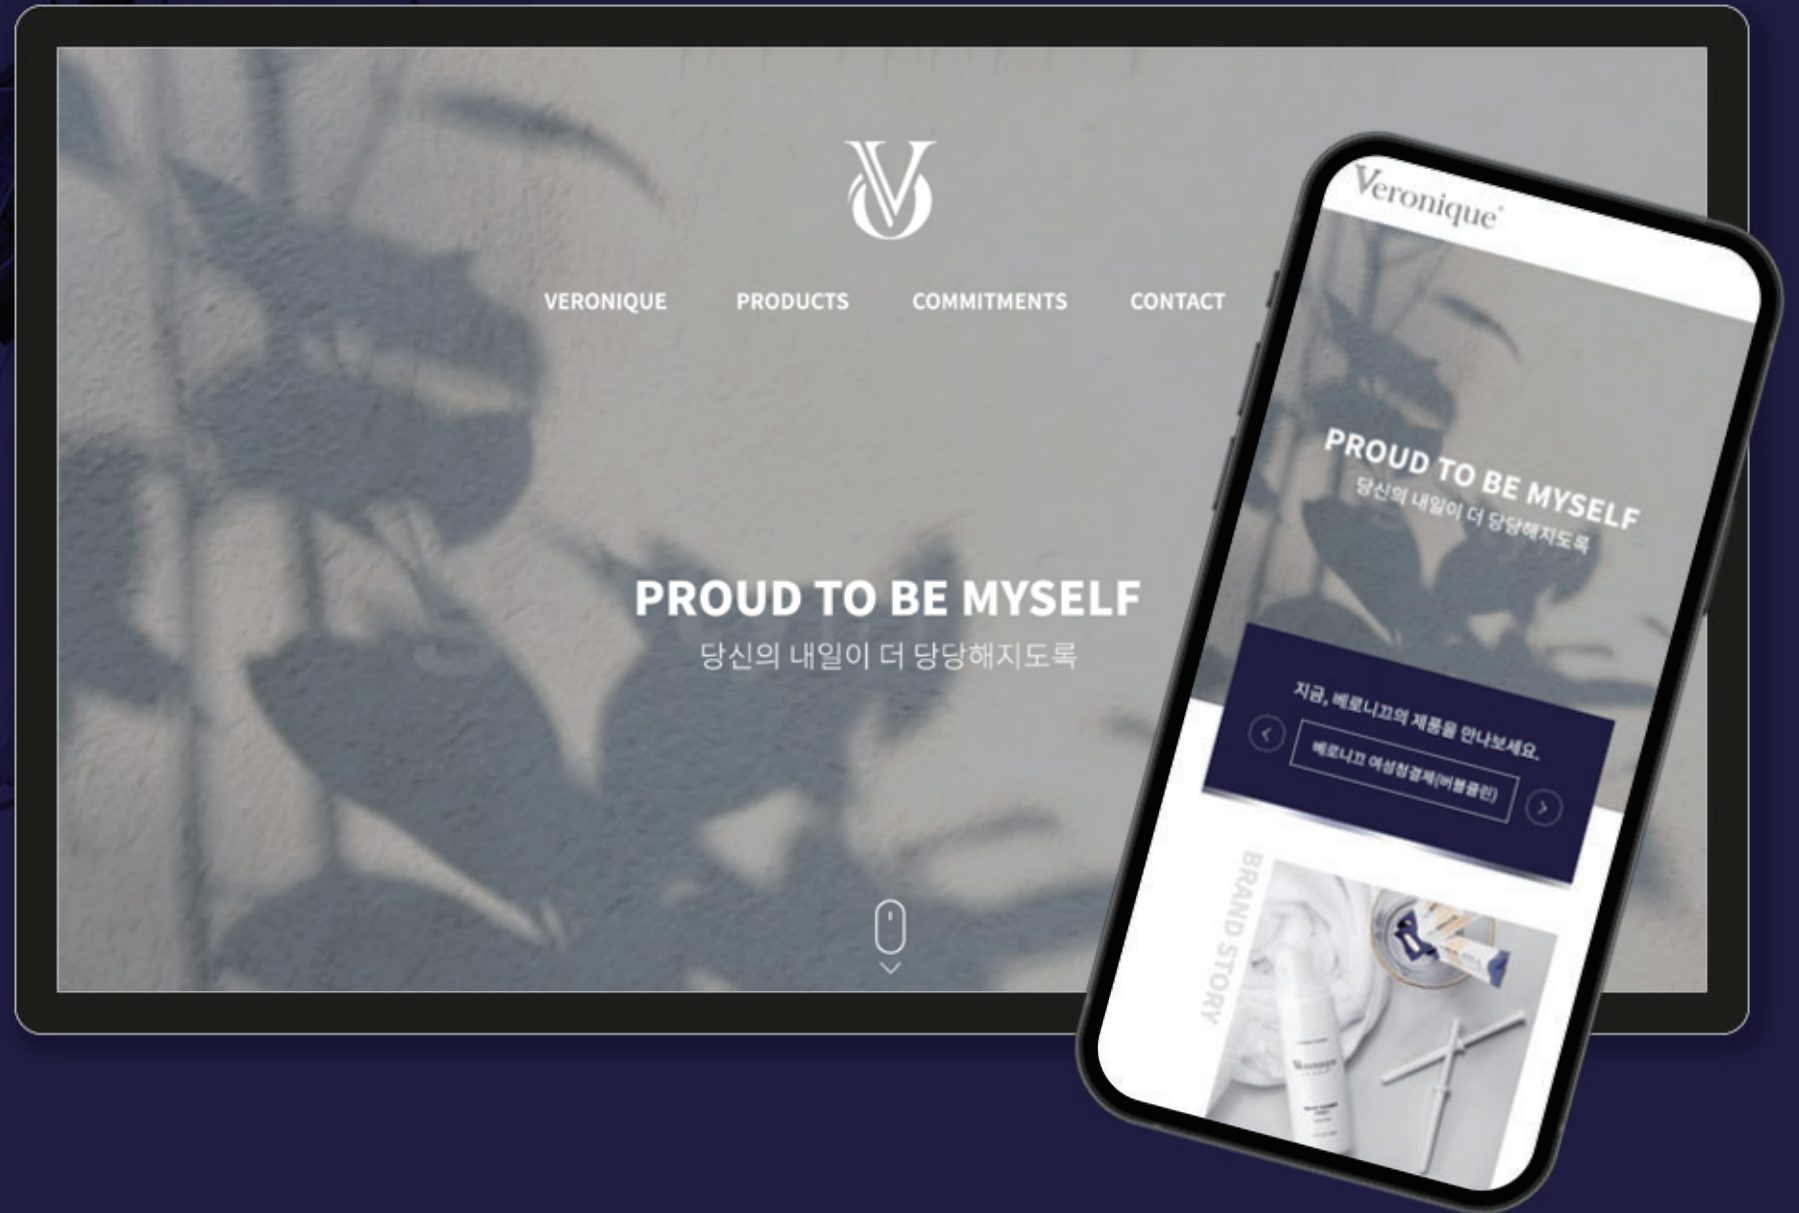 VERONIQUE PRODUCTS COMMITMENTS CONTACT
PROUD TO BE MYSELF
당신의 내일이 더 당당해지도록
Veronique
PROUD TO BE MYSELF
당신의 내일이 더 당당해지도록
지금, 베로니끄의 제품을 만나보세요.
베로니끄 여성청결제(버블클린)
BRAND STORY
Veronique